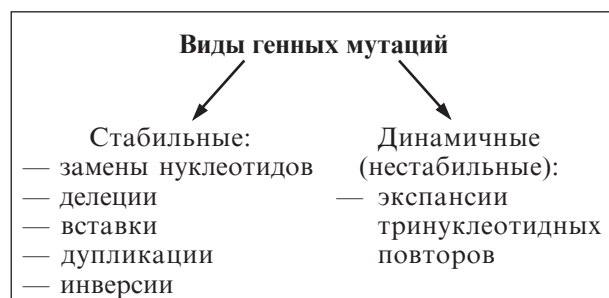 Виды генных мутаций
Стабильные:
— замены нуклеотидов
— делеции
— вставки
— дупликации
— инверсии
Динамичные
(нестабильные):
— экспансии
тринуклеотидных
повторов